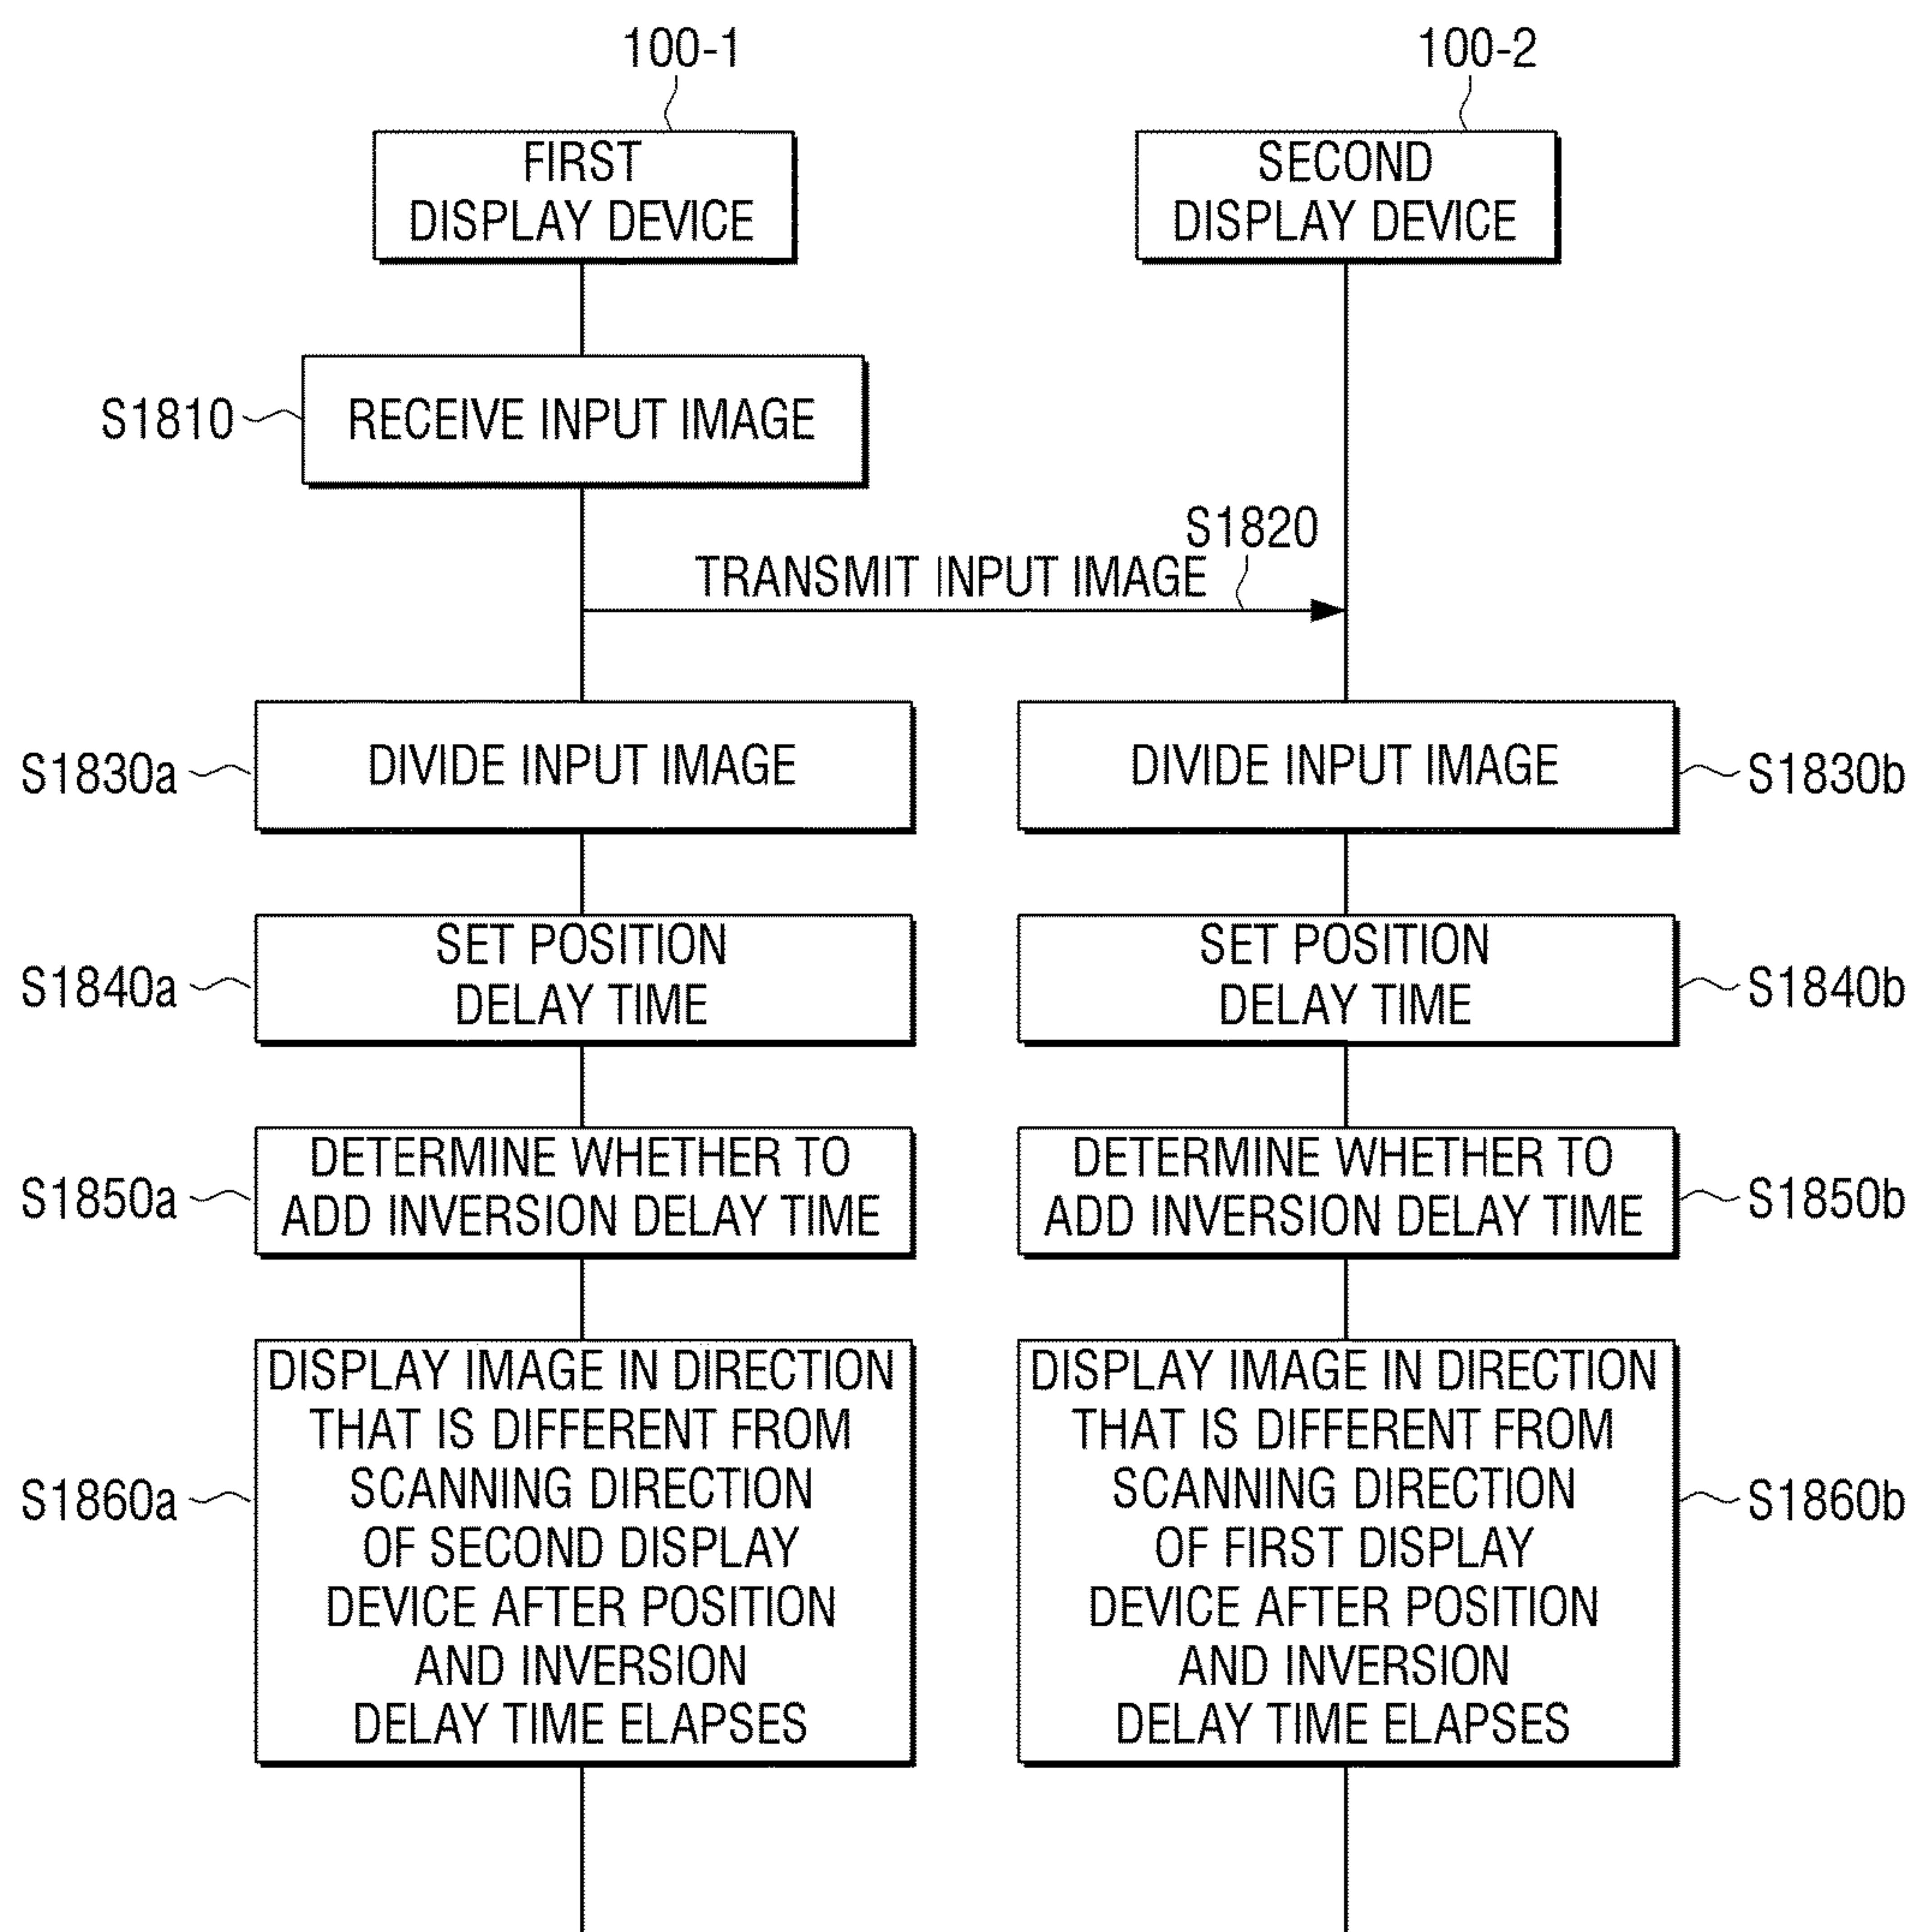 100-1
100-2
FIRST
DISPLAY DEVICE
SECOND
DISPLAY DEVICE
S1810
RECEIVE INPUT IMAGE
S1820
TRANSMIT INPUT IMAGE
S1830a
DIVIDE INPUT IMAGE
DIVIDE INPUT IMAGE
S1830b
S1840a
SET POSITION
DELAY TIME
SET POSITION
DELAY TIME
S1840b
S1850a
DETERMINE WHETHER TO
ADD INVERSION DELAY TIME
DETERMINE WHETHER TO
ADD INVERSION DELAY TIME
S1850b
S1860a
DISPLAY IMAGE IN DIRECTION
THAT IS DIFFERENT FROM
SCANNING DIRECTION
OF SECOND DISPLAY
DEVICE AFTER POSITION
AND INVERSION
DELAY TIME ELAPSES
DISPLAY IMAGE IN DIRECTION
THAT IS DIFFERENT FROM
SCANNING DIRECTION
OF FIRST DISPLAY
DEVICE AFTER POSITION
AND INVERSION
DELAY TIME ELAPSES
S1860b